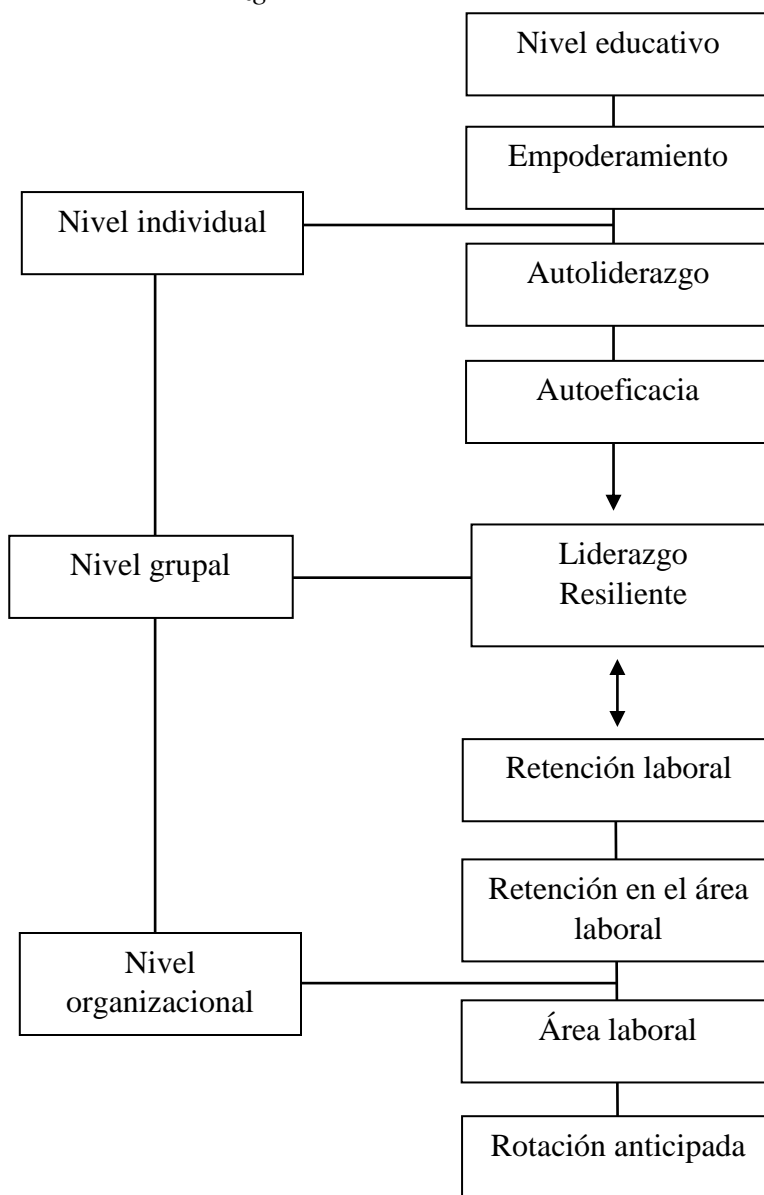 Nivel educativo
Empoderamiento
Nivel individual
Autoliderazgo
Autoeficacia
Nivel grupal
Liderazgo
Resiliente
Retención laboral
Retención en el área
laboral
Nivel
organizacional
Área laboral
Rotación anticipada